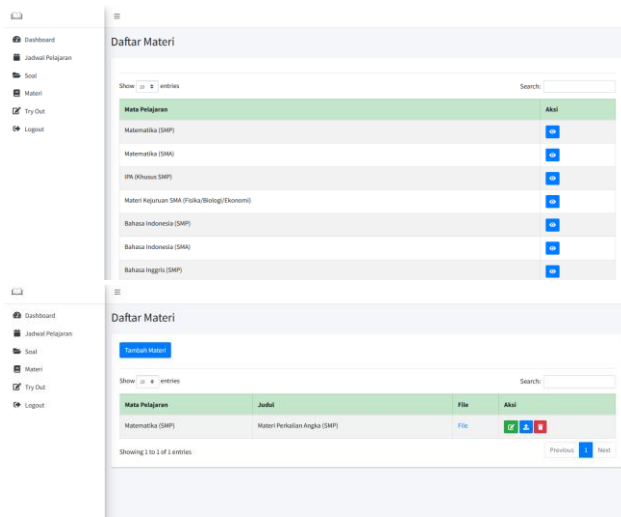 Dashboard
Jadwal Pelajaran
Soal
Materi
Try Out
Logout
Daftar Materi
Show 10 entries
Search:
Mata Pelajaran Aksi
Matematika (SMP)
Matematika (SMA)
IPA (Khusus SMP)
Materi Kejuruan SMA (Fisika/Biologi/Ekonomi)
Bahasa Indonesia (SMP)
Bahasa Indonesia (SMA)
Bahasa Inggris (SMP)
Dashboard
Jadwal Pelajaran
Soal
Materi
Try Out
Logout
Daftar Materi
Tambah Materi
Show 10 entries
Search:
Mata Pelajaran Judul File Aksi
Matematika (SMP) Materi Perkalian Angka (SMP) File
Showing 1 to 1 of 1 entries
Previous 1 Next